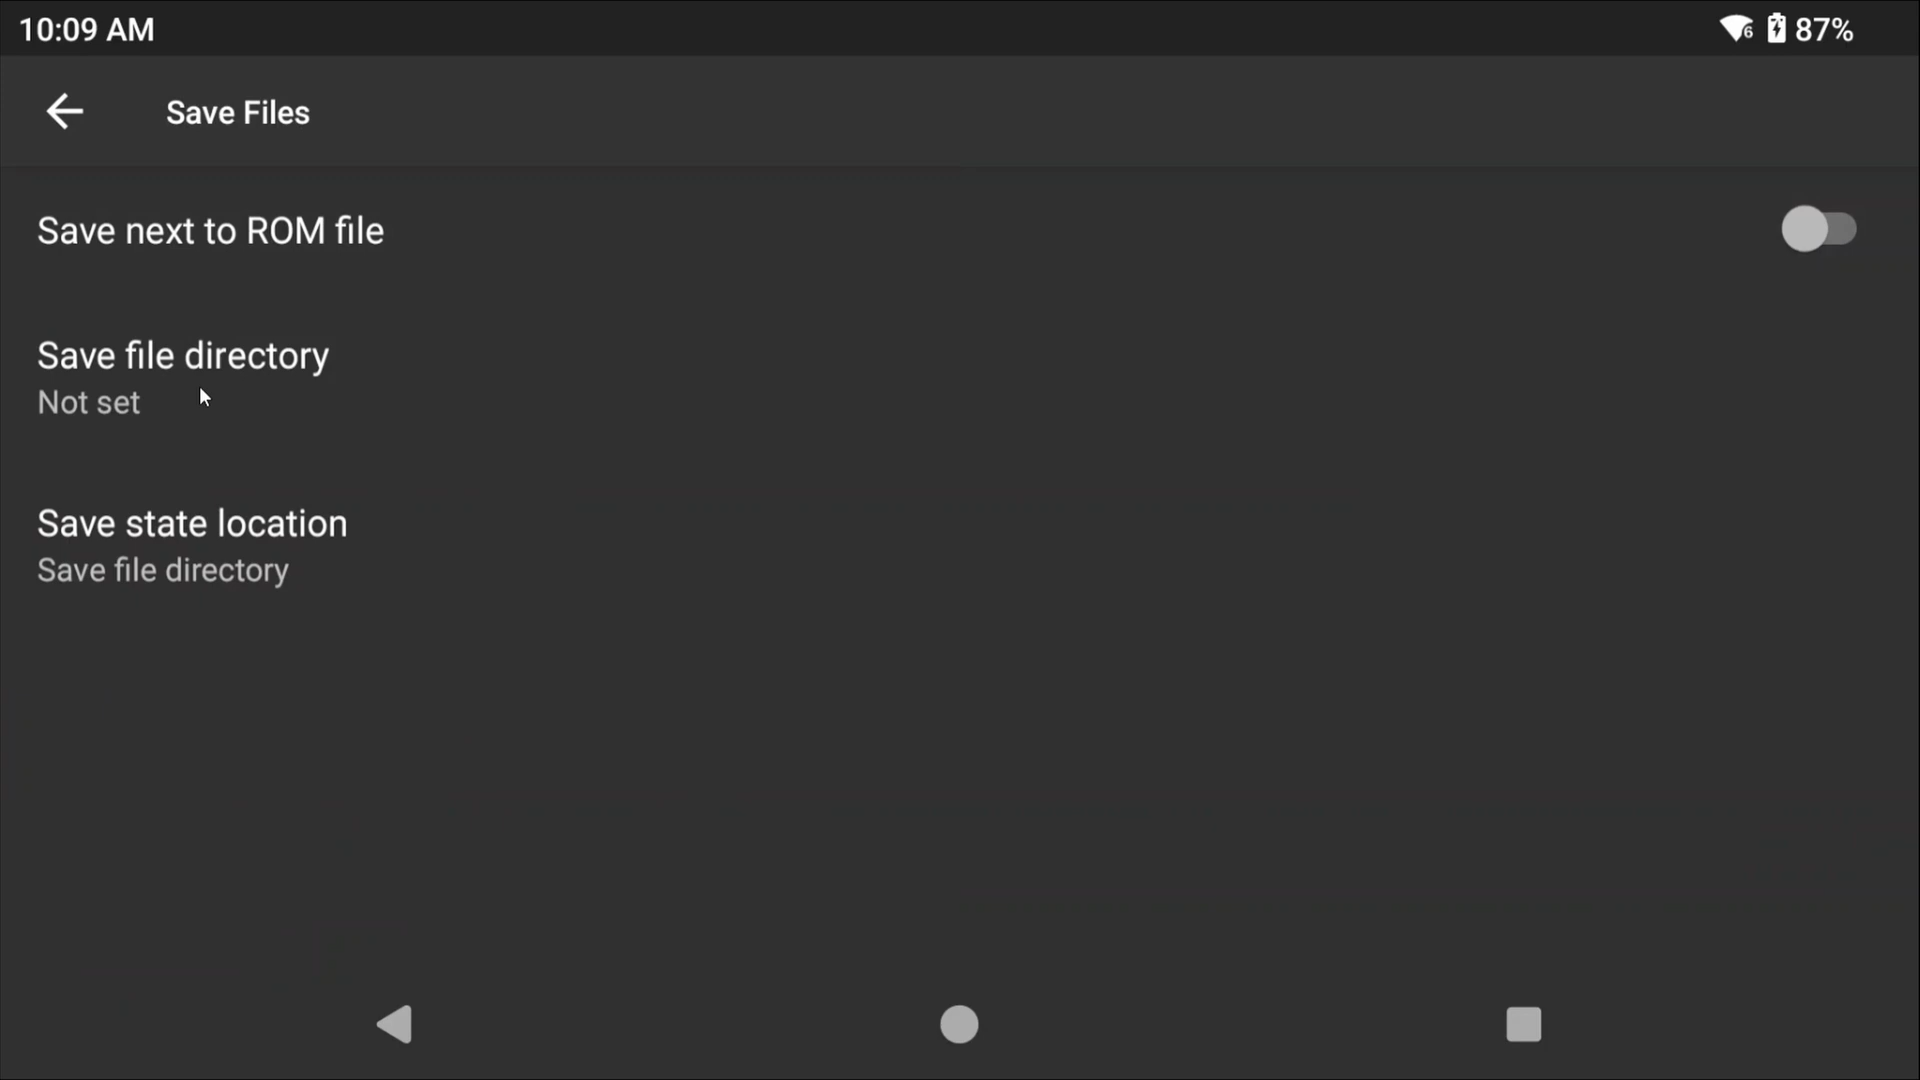 10:09 AM
6 87%
Save Files
Save next to ROM file
Save file directory
Not set
Save state location
Save file directory